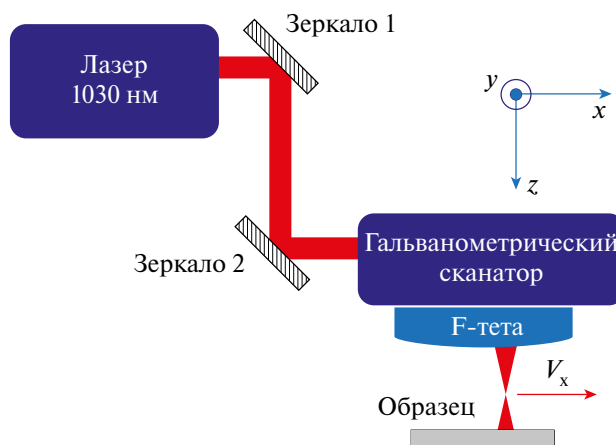 Зеркало 1
Лазер
1030 нм
y
x
z
Зеркало 2
Гальванометрический
сканатор
F-тета
Vx
Образец